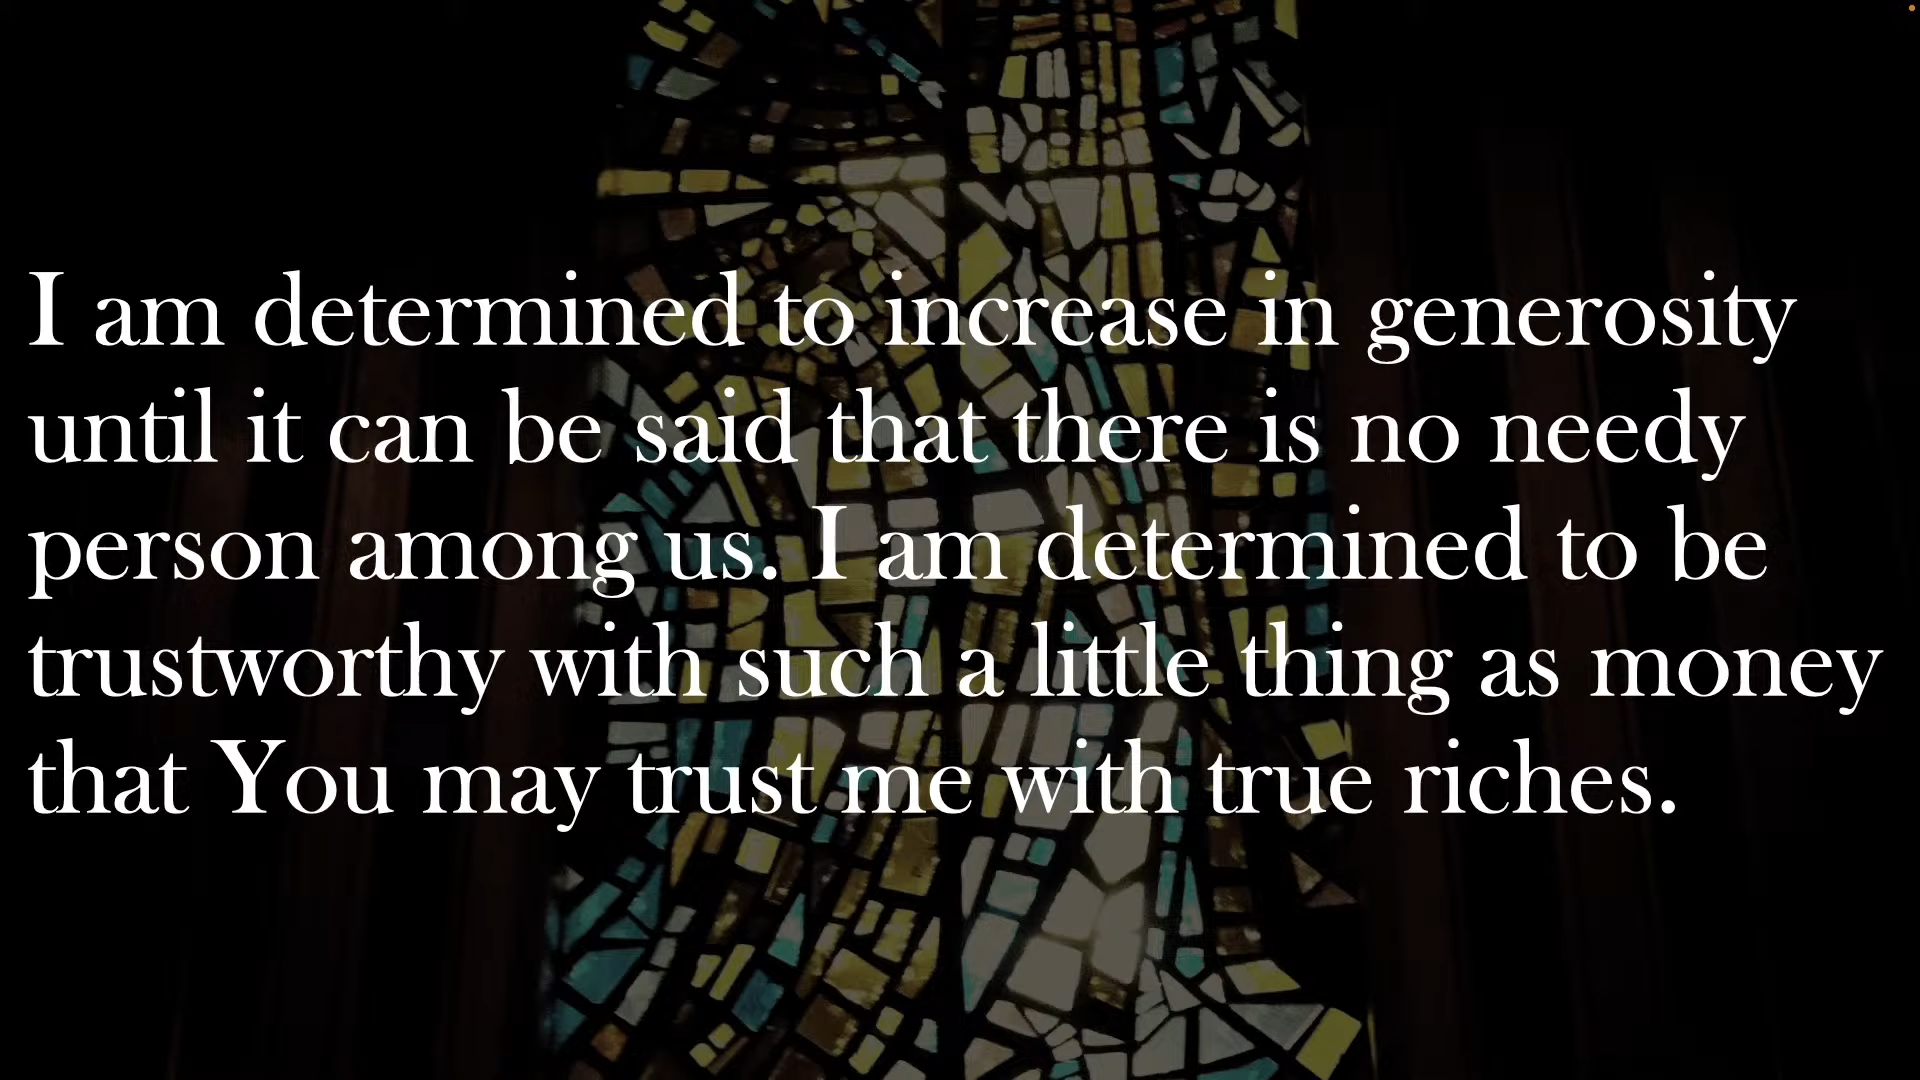 I am determined to increase in generosity
until it can be said that there is no needy
person among us. I am determined to be
trustworthy with such a little thing as money
that You may trust me with true riches.